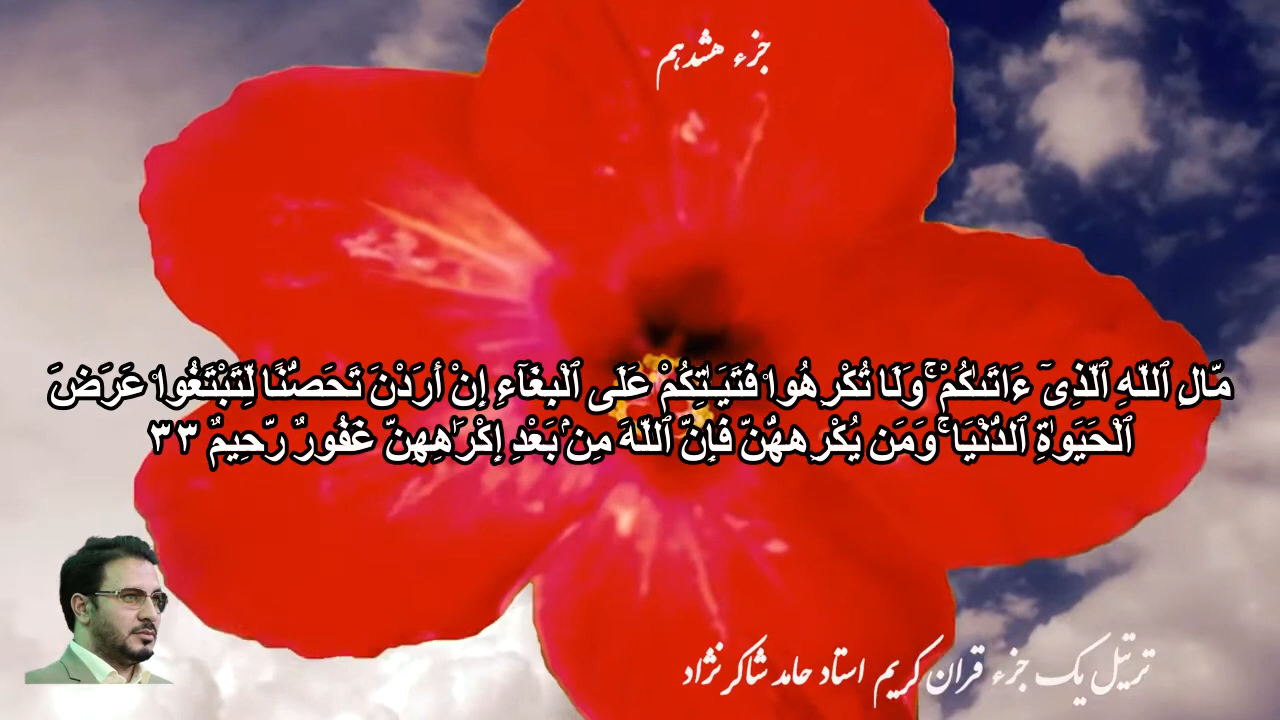 جزء هشدهم
مَّالِ ٱللَّهِ ٱلَّذِىٓ ءَاتَىٰكُمْ ۚ وَلَا تُكْرِهُوا۟ فَتَيَـٰتِكُمْ عَلَى ٱلْبِغَآءِ إِنْ أَرَدْنَ تَحَصُّنًا لِّتَبْتَغُوا۟ عَرَضَ
ٱلْحَيَوٰةِ ٱلدُّنْيَا ۚ وَمَن يُكْرِههُّنَّ فَإِنَّ ٱللَّهَ مِنۢ بَعْدِ إِكْرَٰهِهِنَّ غَفُورٌ رَّحِيمٌ ٣٣
ترتیل یک جزء قران کریم استاد حامد شاکرنژاد